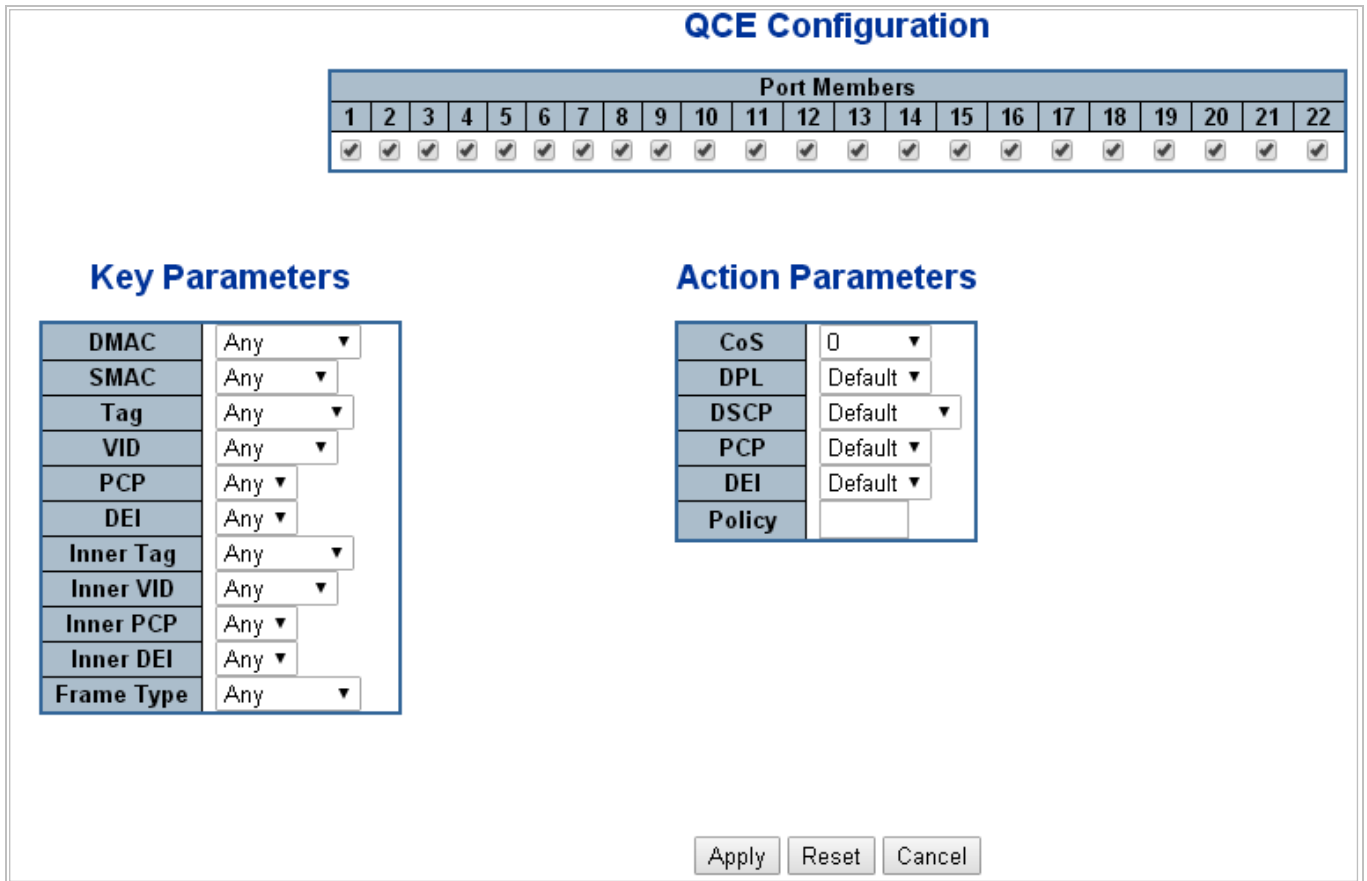 QCE Configuration
Port Members
1 2 3 4 5 6 7 8 9 10 11 12 13 14 15 16 17 18 19 20 21 22
Key Parameters
DMAC Any
SMAC Any
Tag Any
VID Any
PCP Any
DEI Any
Inner Tag Any
Inner VID Any
Inner PCP Any
Inner DEI Any
Frame Type Any
Action Parameters
CoS 0
DPL Default
DSCP Default
PCP Default
DEI Default
Policy
Apply Reset Cancel